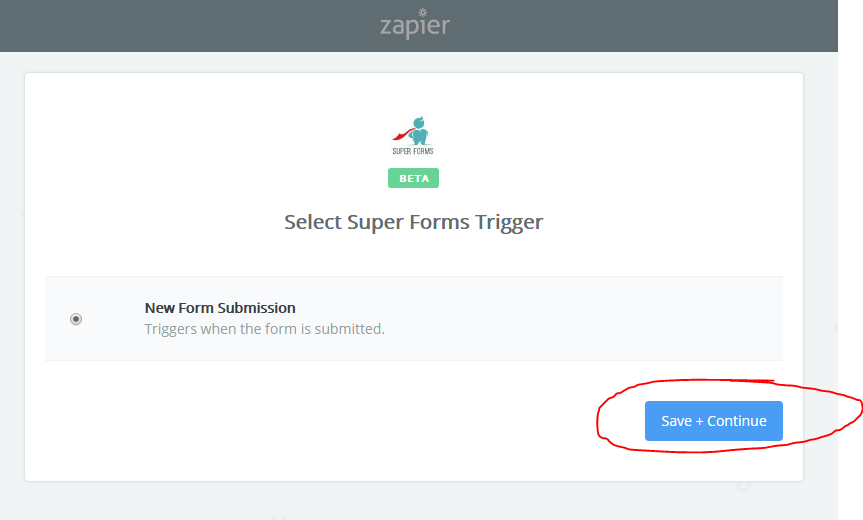 zapier
SUPER FORMS
BETA
Select Super Forms Trigger
New Form Submission
Triggers when the form is submitted.
Save + Continue